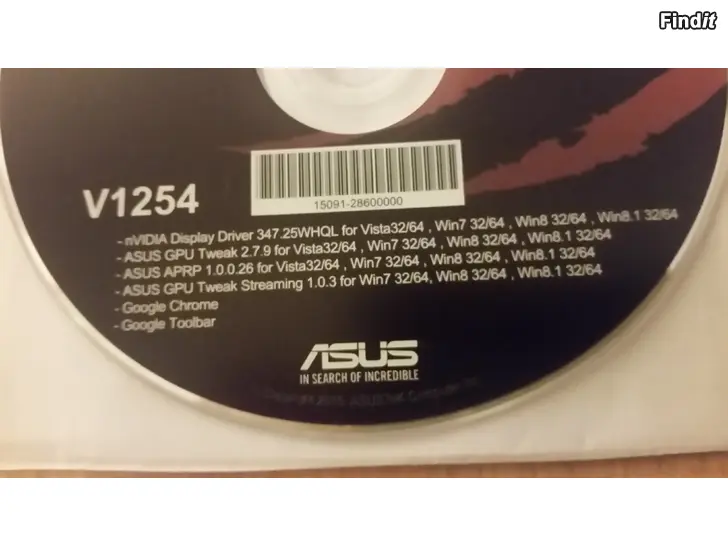 Findit
15091-28600000
V1254
- nVIDIA Display Driver 347.25WHQL for Vista32/64 , Win7 32/64 , Win8 32/64 , Win8.1 32/64
- ASUS GPU Tweak 2.7.9 for Vista32/64 , Win7 32/64 , Win8 32/64 , Win8.1 32/64
- ASUS APRP 1.0.0.26 for Vista32/64 , Win7 32/64 , Win8 32/64 , Win8.1 32/64
- ASUS GPU Tweak Streaming 1.0.3 for Win7 32/64, Win8 32/64 , Win8.1 32/64
- Google Chrome
- Google Toolbar
ASUS
IN SEARCH OF INCREDIBLE